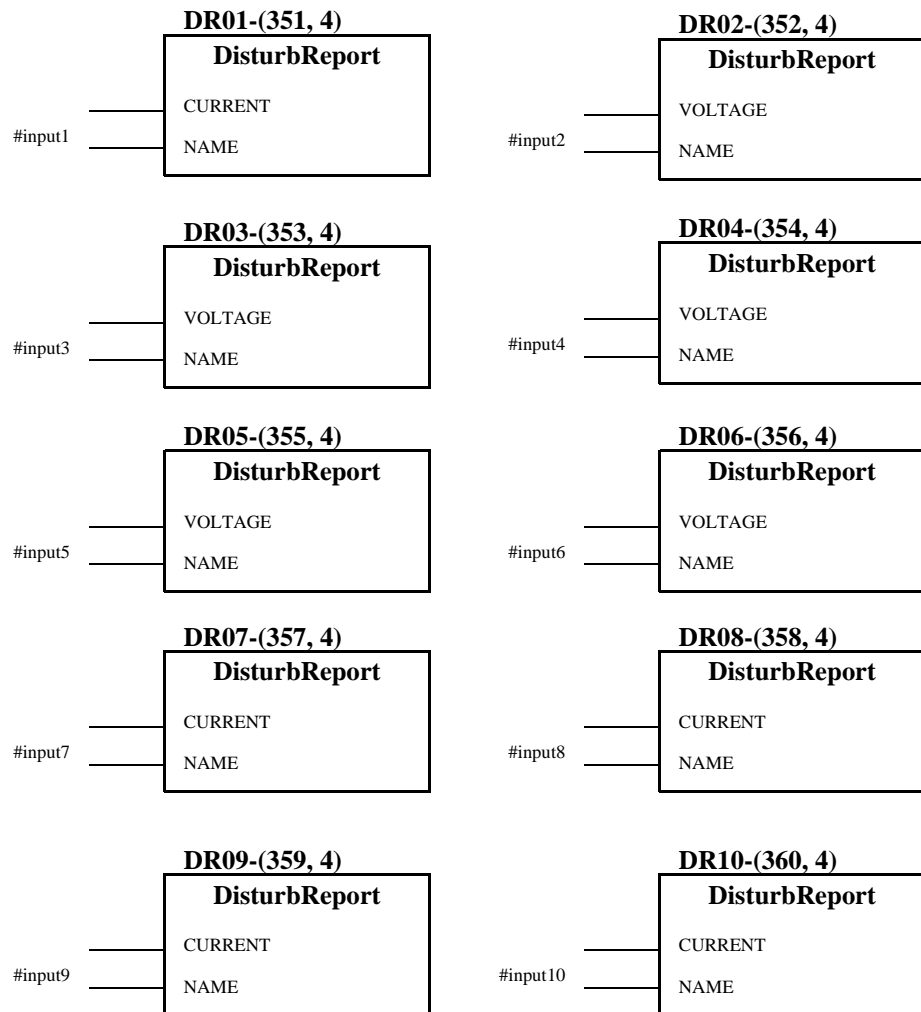 DR01-(351, 4)
DisturbReport
CURRENT
#input1
NAME
DR02-(352, 4)
DisturbReport
VOLTAGE
#input2
NAME
DR03-(353, 4)
DisturbReport
VOLTAGE
#input3
NAME
DR04-(354, 4)
DisturbReport
VOLTAGE
#input4
NAME
DR05-(355, 4)
DisturbReport
VOLTAGE
#input5
NAME
DR06-(356, 4)
DisturbReport
VOLTAGE
#input6
NAME
DR07-(357, 4)
DisturbReport
CURRENT
#input7
NAME
DR08-(358, 4)
DisturbReport
CURRENT
#input8
NAME
DR09-(359, 4)
DisturbReport
CURRENT
#input9
NAME
DR10-(360, 4)
DisturbReport
CURRENT
#input10
NAME